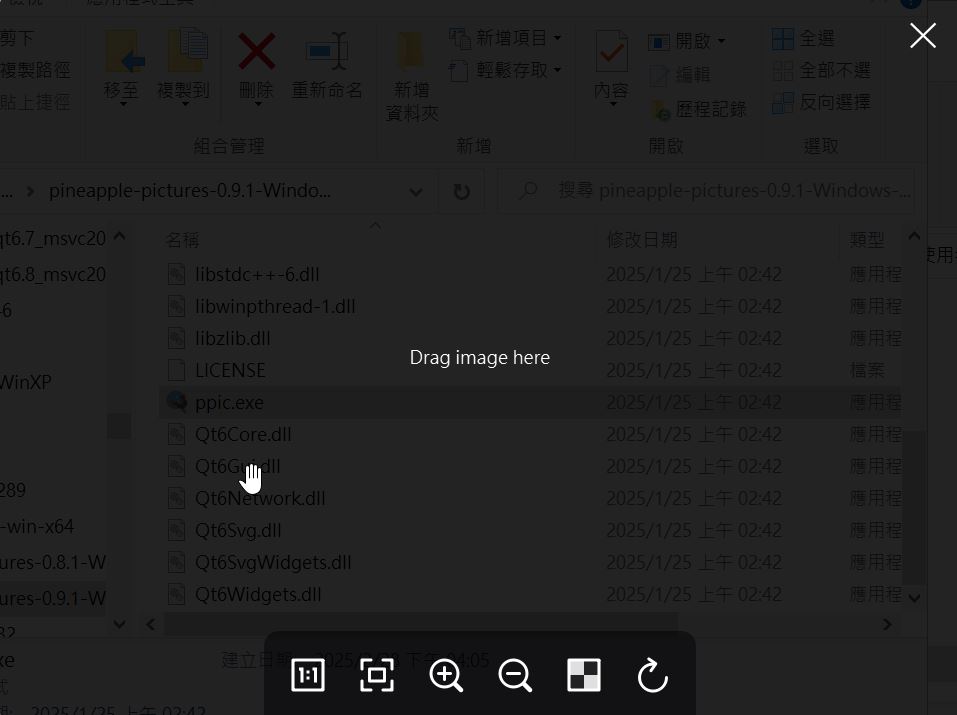 剪下
複製路徑
貼上捷徑
移至
複製到
刪除
重新命名
新增
資料夾
新增項目
輕鬆存取
內容
開啟
編輯
歷程記錄
全選
全部不選
反向選擇
組合管理
新增
開啟
選取
... pineapple-pictures-0.9.1-Windo...
搜尋 pineapple-pictures-0.9.1-Windows-...
名稱 修改日期 類型
libstdc++-6.dll 2025/1/25 上午 02:42 應用程
libwinpthread-1.dll 2025/1/25 上午 02:42 應用程
libzlib.dll 2025/1/25 上午 02:42 應用程
LICENSE 2025/1/25 上午 02:42 檔案
ppic.exe 2025/1/25 上午 02:42 應用程
Qt6Core.dll 2025/1/25 上午 02:42 應用程
Qt6Gui.dll 2025/1/25 上午 02:42 應用程
Qt6Network.dll 2025/1/25 上午 02:42 應用程
Qt6Svg.dll 2025/1/25 上午 02:42 應用程
Qt6SvgWidgets.dll 2025/1/25 上午 02:42 應用程
Qt6Widgets.dll 2025/1/25 上午 02:42 應用程
qt6.7_msvc20
qt6.8_msvc20
-6
WinXP
289
-win-x64
ures-0.8.1-W
ures-0.9.1-W
使用
Drag image here
xe
建立日期: 2025/2/28 下午 04:05
式
2025/1/25 上午 02:42
1:1